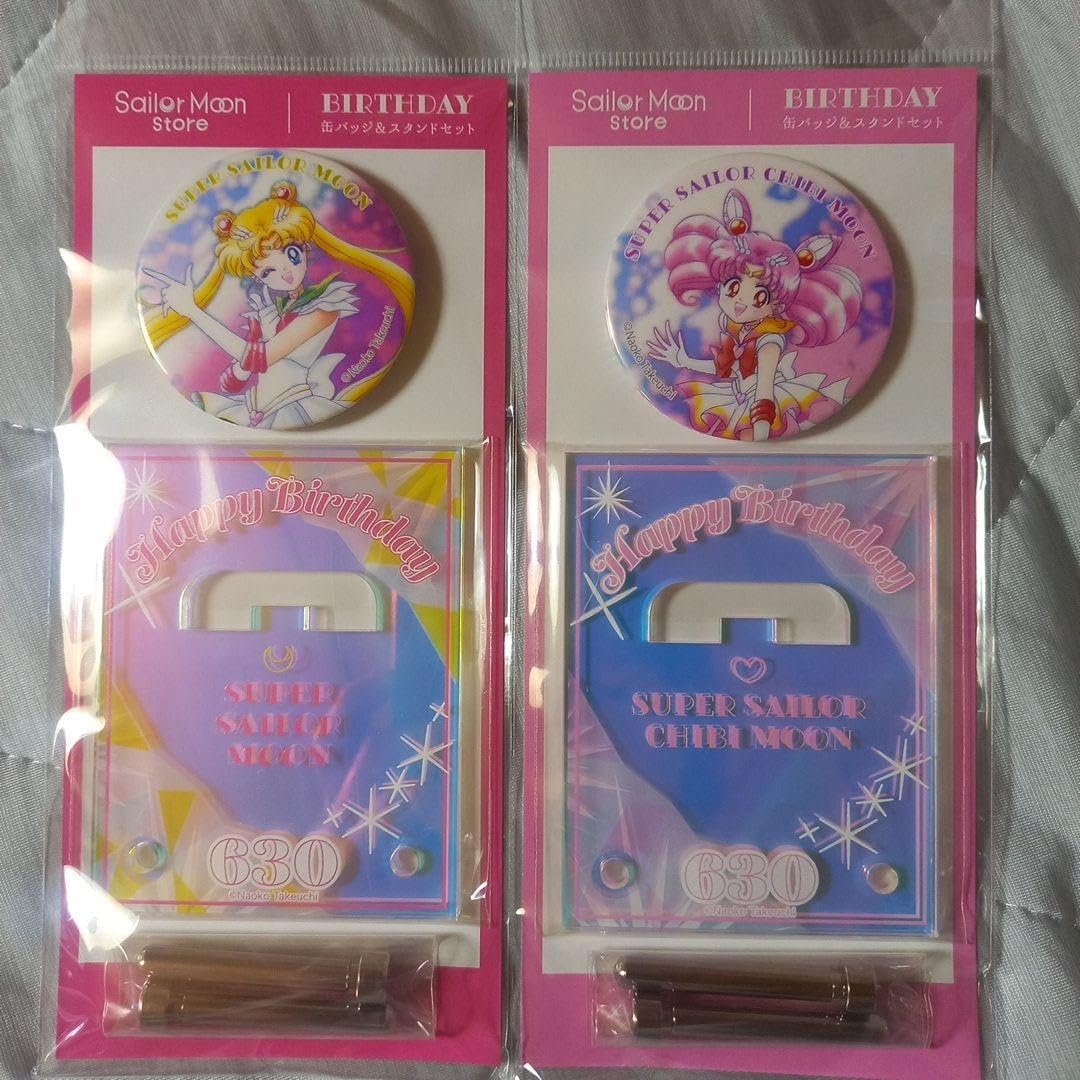 Sailor Moon
store
BIRTHDAY
缶バッジ&スタンドセット
SUPER SAILOR MOON
©Naoko Takeuchi
Happy Birthday
SUPER
SAILOR
MOON
630
©Naoko Takeuchi
Sailor Moon
store
BIRTHDAY
缶バッジ&スタンドセット
SUPER SAILOR CHIBI MOON
©Naoko Takeuchi
Happy Birthday
SUPER SAILOR
CHIBI MOON
630
©Naoko Takeuchi